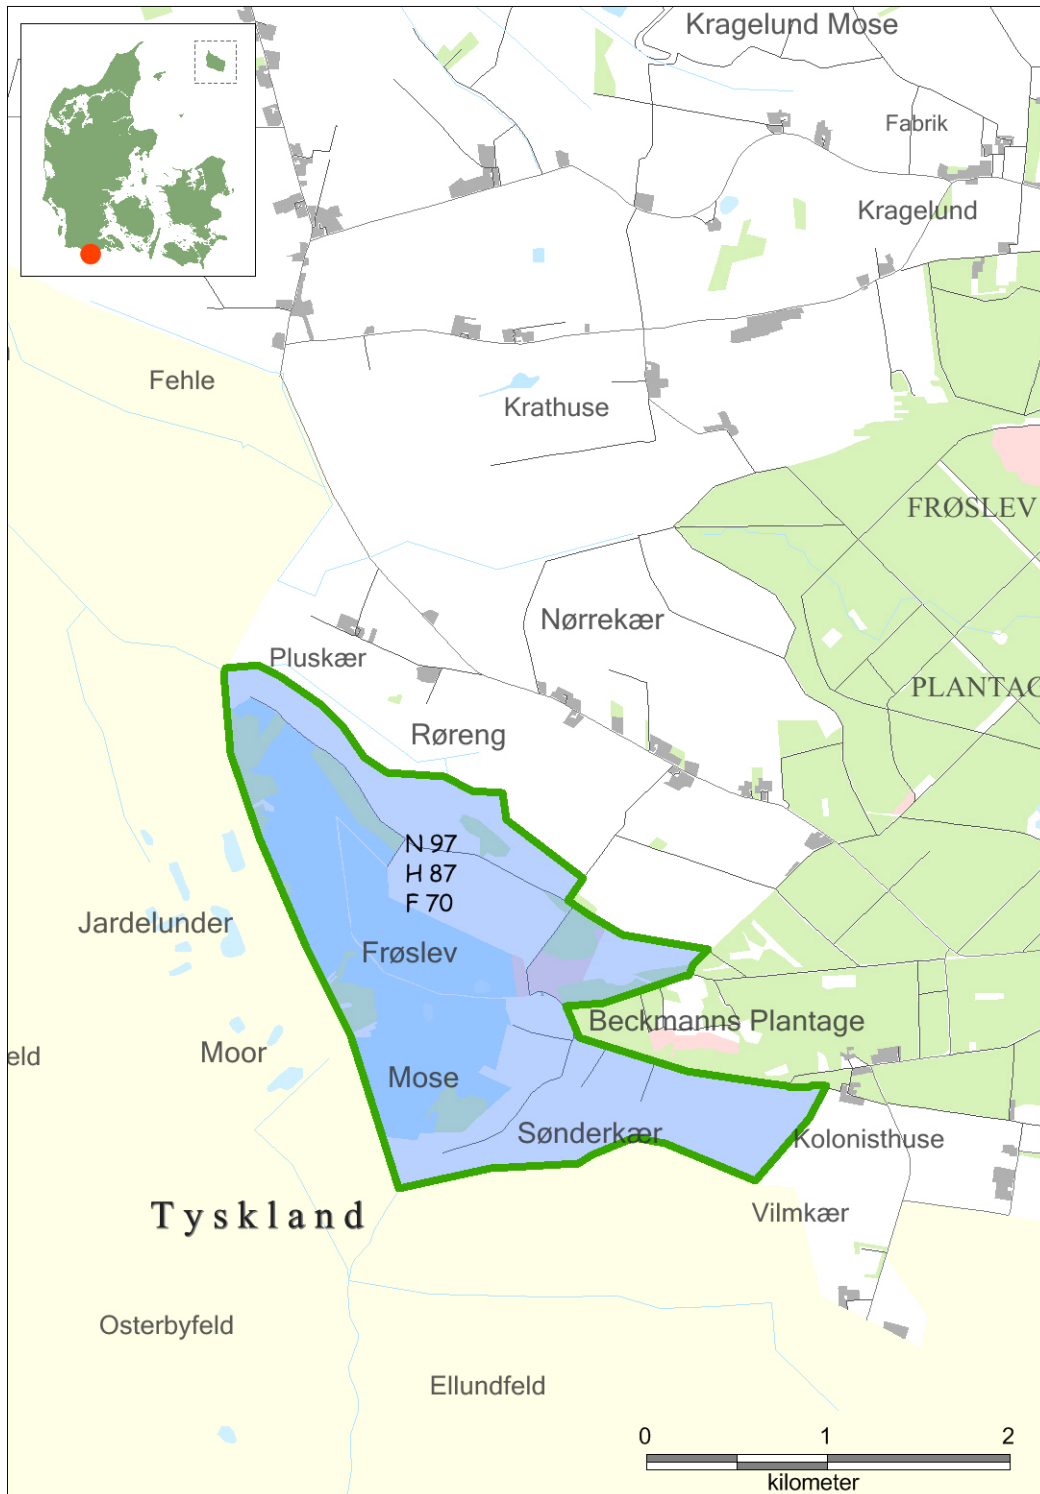 Kragelund Mose
Fabrik
Kragelund
Fehle
Krathuse
FRØSLEV
Nørrekær
Pluskær
Røreng
N 97
H 87
F 70
Jardelunder
Frøslev
Beckmanns Plantage
Moor
eld
Mose
Sønderkær
Kolonisthuse
Tyskland
Vilmkær
Osterbyfeld
Ellundfeld
0 1 2
kilometer